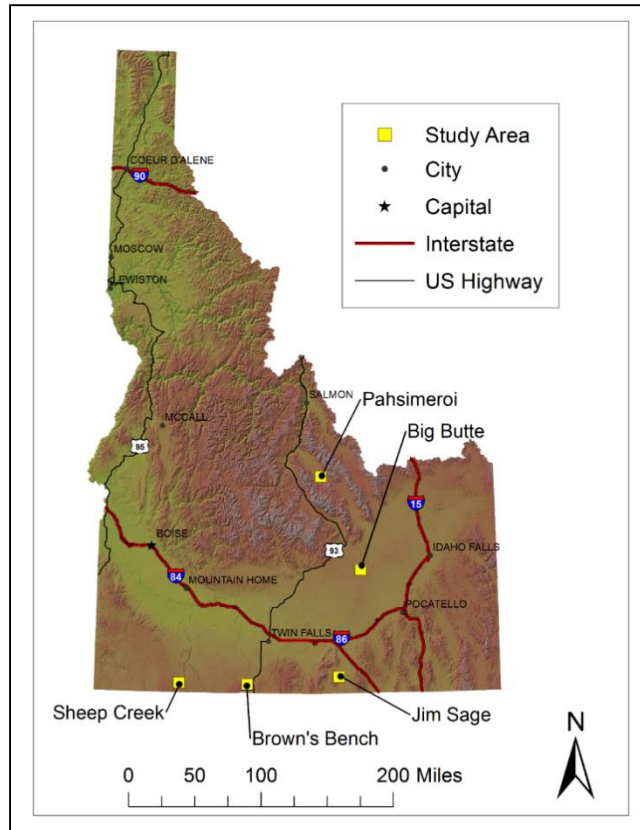 Study Area
City
Capital
Interstate
US Highway
COEUR D'ALENE
90
MOSCOW
LEWISTON
SALMON
Pahsimeroi
MCCALL
Big Butte
95
15
BOISE
93
IDAHO FALLS
84
MOUNTAIN HOME
POCATELLO
TWIN FALLS
86
Sheep Creek
Jim Sage
Brown's Bench
N
0 50 100 200 Miles